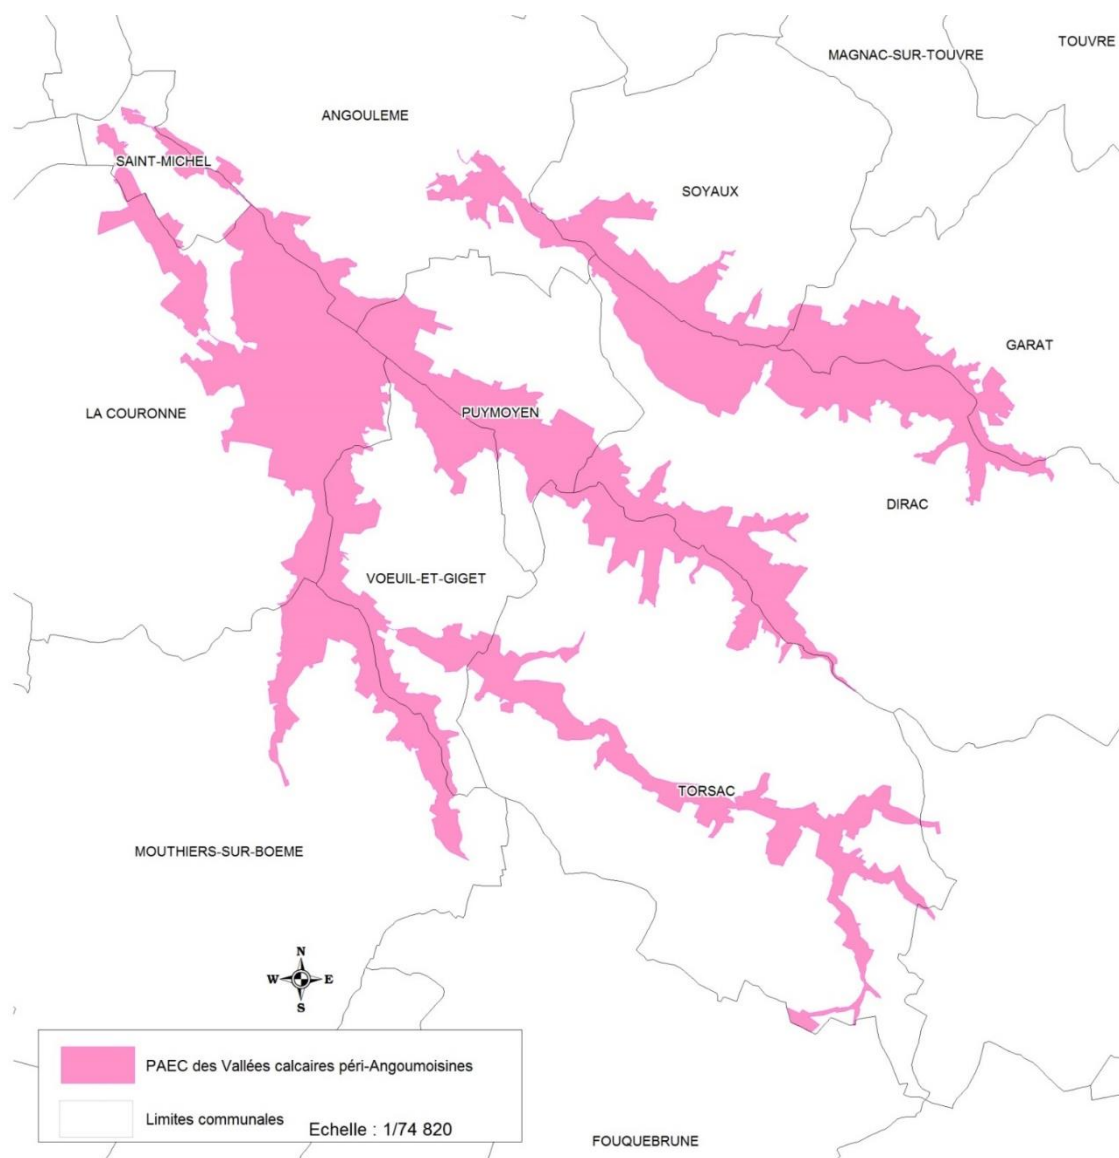 TOUVRE
MAGNAC-SUR-TOUVRE
ANGOULEME
SAINT-MICHEL
SOYAUX
GARAT
LA COURONNE
PUYMOYEN
DIRAC
VOEUIL-ET-GIGET
TORSAC
MOUTHIERS-SUR-BOEME
N
W E
S
PAEC des Vallées calcaires péri-Angoumoisines
Limites communales
Echelle : 1/74 820
FOUQUEBRUNE